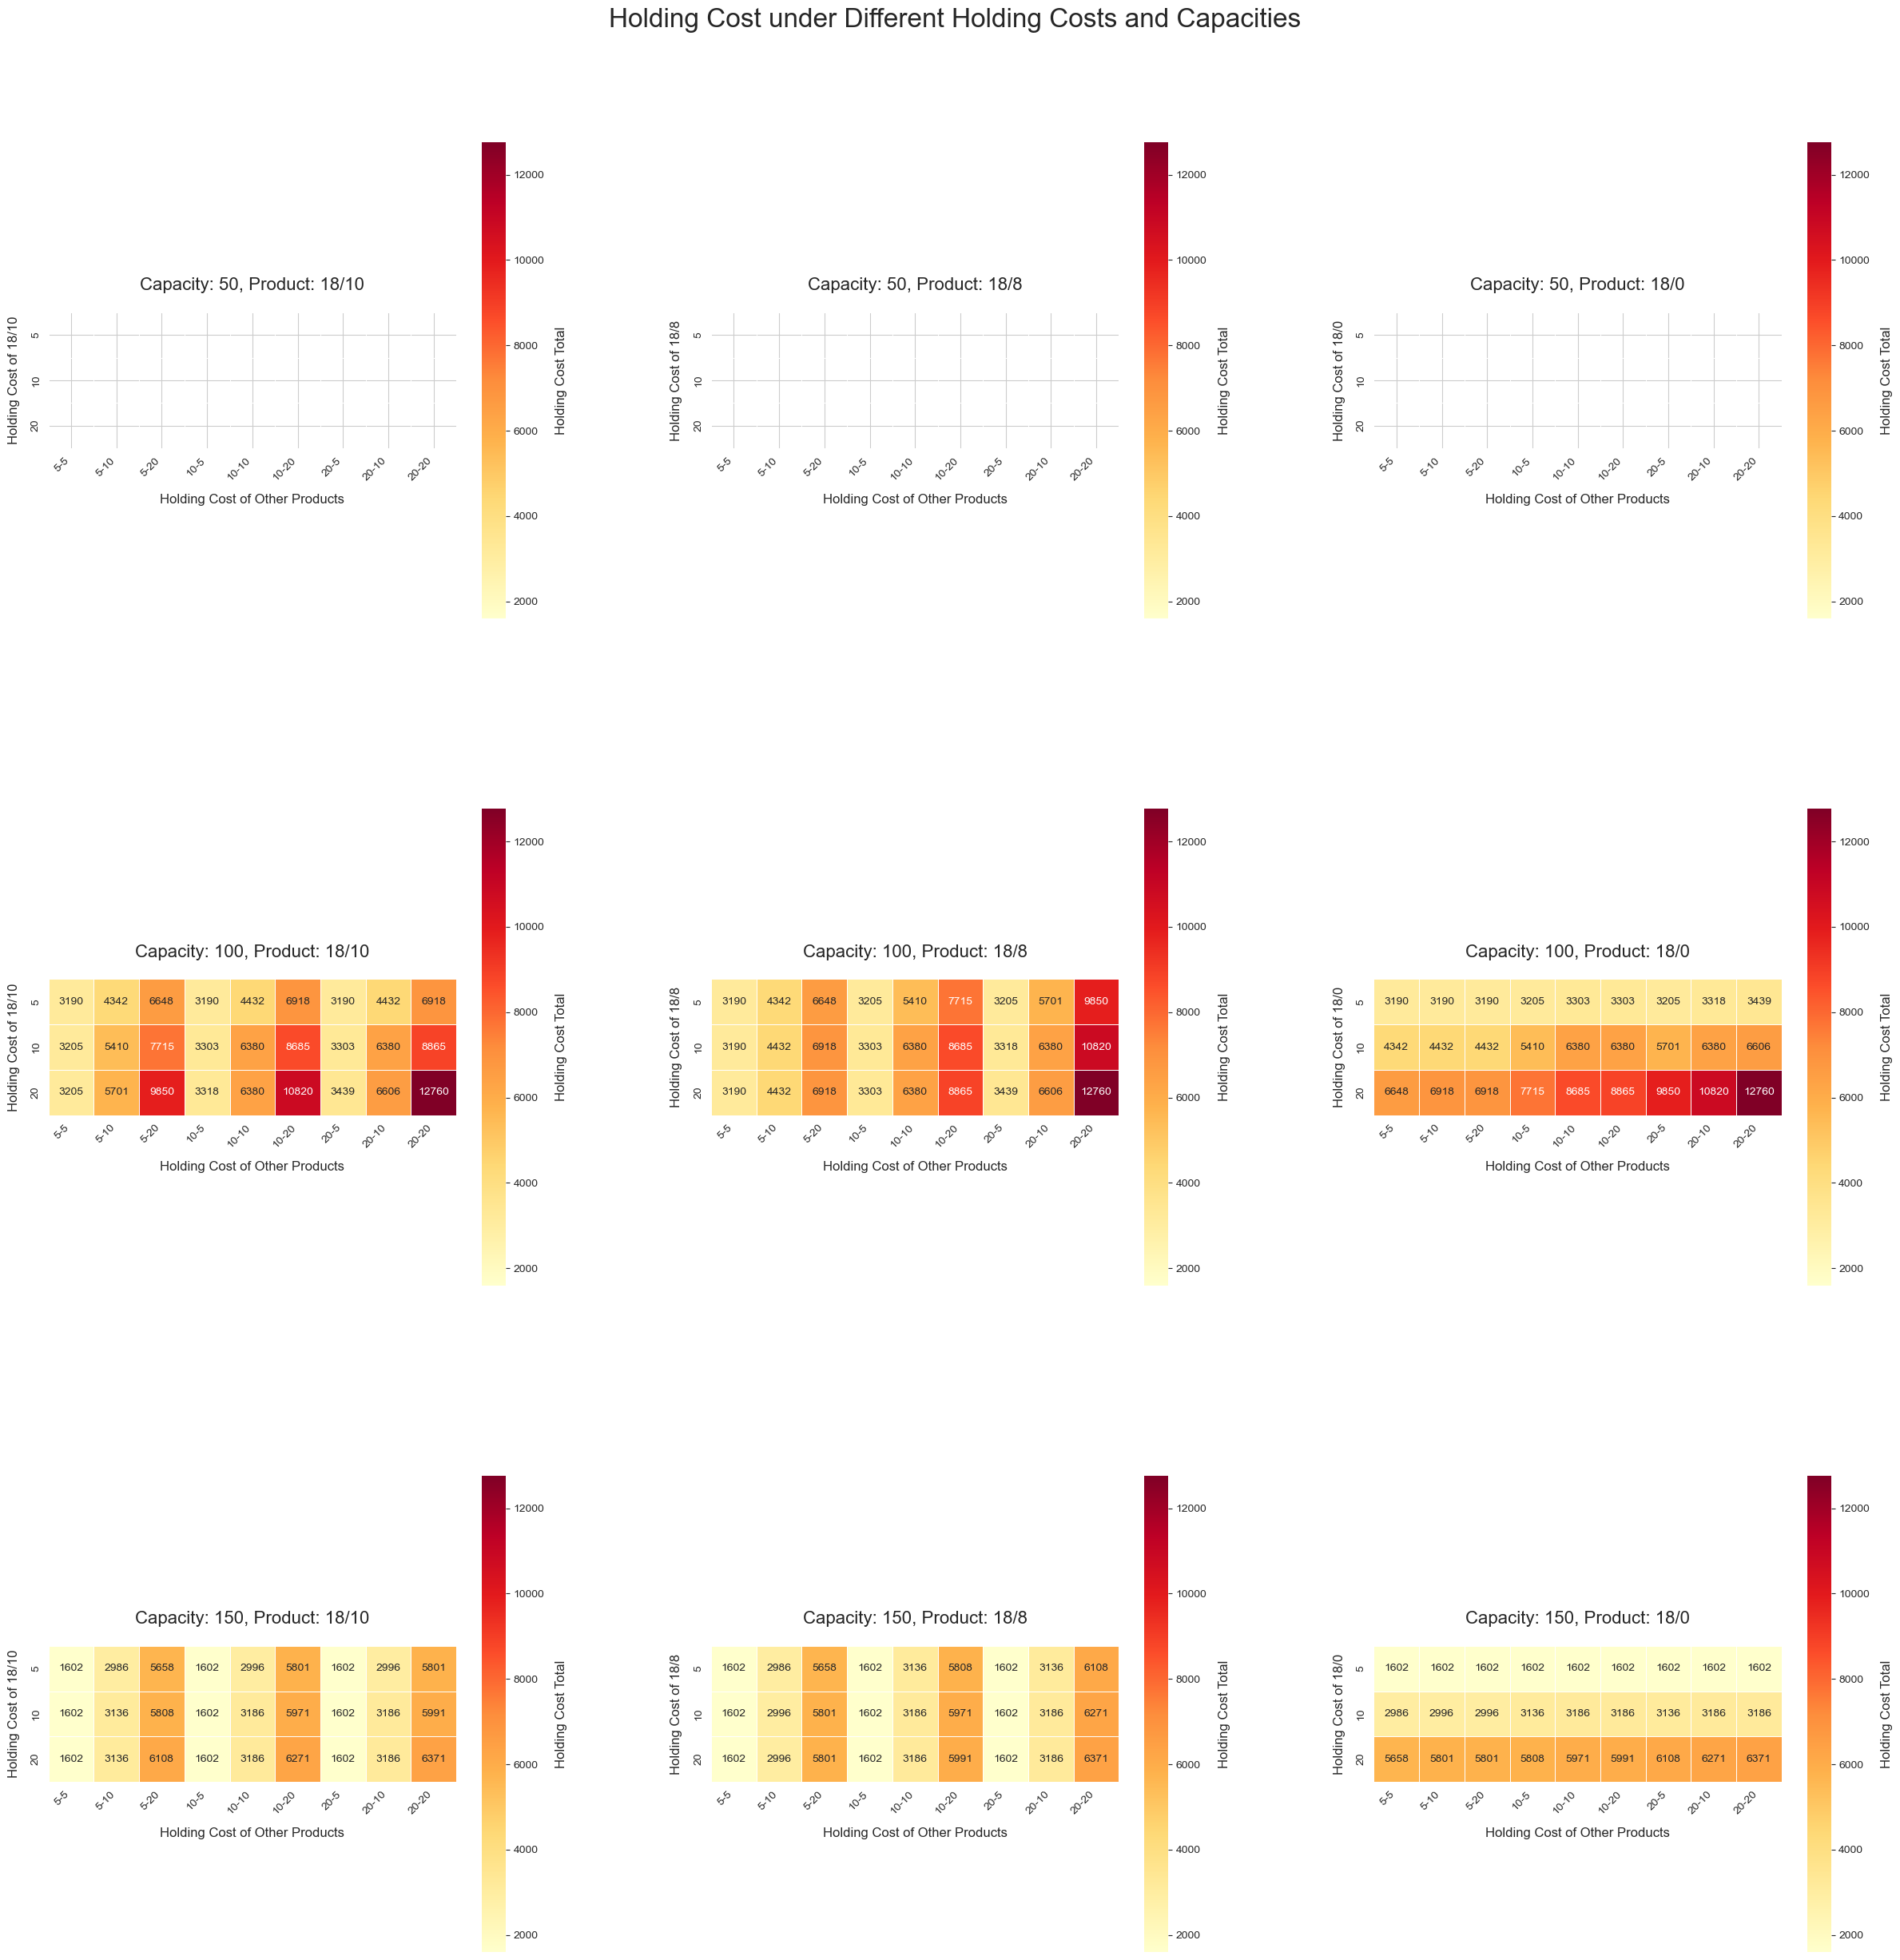 Holding Cost under Different Holding Costs and Capacities
Capacity: 50, Product: 18/10
Holding Cost of 18/10
5
10
20
5-5 5-10 5-20 10-5 10-10 10-20 20-5 20-10 20-20
Holding Cost of Other Products
12000
10000
8000
6000
4000
2000
Holding Cost Total
Capacity: 50, Product: 18/8
Holding Cost of 18/8
5
10
20
5-5 5-10 5-20 10-5 10-10 10-20 20-5 20-10 20-20
Holding Cost of Other Products
12000
10000
8000
6000
4000
2000
Holding Cost Total
Capacity: 50, Product: 18/0
Holding Cost of 18/0
5
10
20
5-5 5-10 5-20 10-5 10-10 10-20 20-5 20-10 20-20
Holding Cost of Other Products
12000
10000
8000
6000
4000
2000
Holding Cost Total
Capacity: 100, Product: 18/10
Holding Cost of 18/10
5 3190 4342 6648 3190 4432 6918 3190 4432 6918
10 3205 5410 7715 3303 6380 8685 3303 6380 8865
20 3205 5701 9850 3318 6380 10820 3439 6606 12760
5-5 5-10 5-20 10-5 10-10 10-20 20-5 20-10 20-20
Holding Cost of Other Products
12000
10000
8000
6000
4000
2000
Holding Cost Total
Capacity: 100, Product: 18/8
Holding Cost of 18/8
5 3190 4342 6648 3205 5410 7715 3205 5701 9850
10 3190 4432 6918 3303 6380 8685 3318 6380 10820
20 3190 4432 6918 3303 6380 8865 3439 6606 12760
5-5 5-10 5-20 10-5 10-10 10-20 20-5 20-10 20-20
Holding Cost of Other Products
12000
10000
8000
6000
4000
2000
Holding Cost Total
Capacity: 100, Product: 18/0
Holding Cost of 18/0
5 3190 3190 3190 3205 3303 3303 3205 3318 3439
10 4342 4432 4432 5410 6380 6380 5701 6380 6606
20 6648 6918 6918 7715 8685 8865 9850 10820 12760
5-5 5-10 5-20 10-5 10-10 10-20 20-5 20-10 20-20
Holding Cost of Other Products
12000
10000
8000
6000
4000
2000
Holding Cost Total
Capacity: 150, Product: 18/10
Holding Cost of 18/10
5 1602 2986 5658 1602 2996 5801 1602 2996 5801
10 1602 3136 5808 1602 3186 5971 1602 3186 5991
20 1602 3136 6108 1602 3186 6271 1602 3186 6371
5-5 5-10 5-20 10-5 10-10 10-20 20-5 20-10 20-20
Holding Cost of Other Products
12000
10000
8000
6000
4000
2000
Holding Cost Total
Capacity: 150, Product: 18/8
Holding Cost of 18/8
5 1602 2986 5658 1602 3136 5808 1602 3136 6108
10 1602 2996 5801 1602 3186 5971 1602 3186 6271
20 1602 2996 5801 1602 3186 5991 1602 3186 6371
5-5 5-10 5-20 10-5 10-10 10-20 20-5 20-10 20-20
Holding Cost of Other Products
12000
10000
8000
6000
4000
2000
Holding Cost Total
Capacity: 150, Product: 18/0
Holding Cost of 18/0
5 1602 1602 1602 1602 1602 1602 1602 1602 1602
10 2986 2996 2996 3136 3186 3186 3136 3186 3186
20 5658 5801 5801 5808 5971 5991 6108 6271 6371
5-5 5-10 5-20 10-5 10-10 10-20 20-5 20-10 20-20
Holding Cost of Other Products
12000
10000
8000
6000
4000
2000
Holding Cost Total